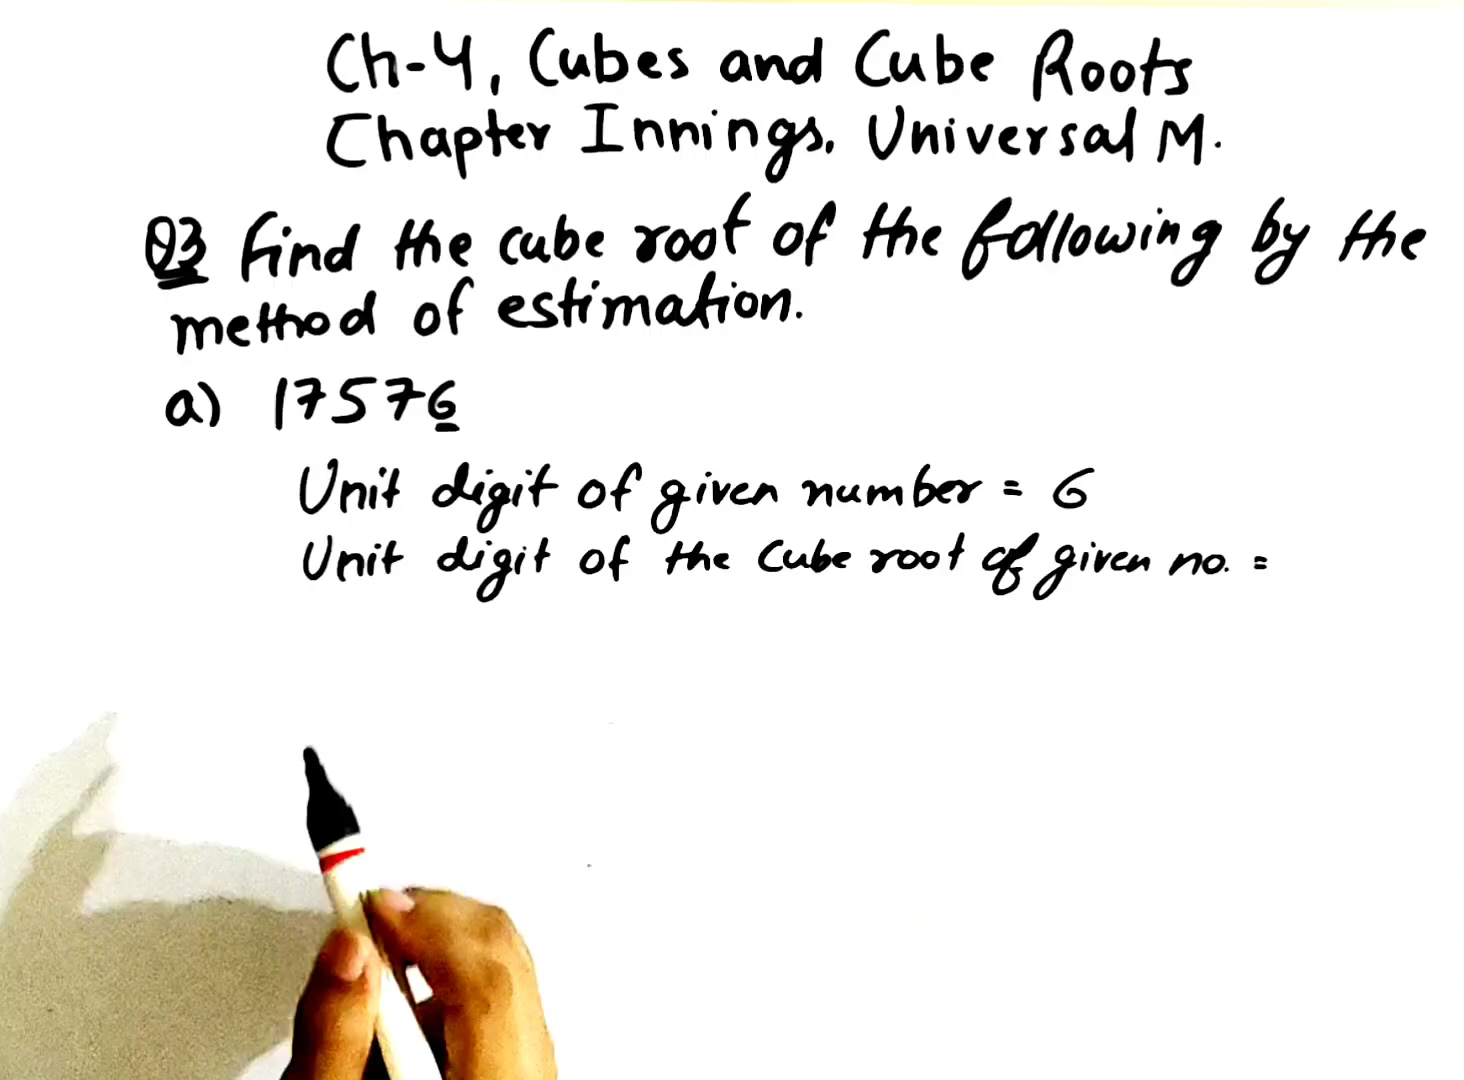 Ch-4, Cubes and Cube Roots
Chapter Innings. Universal M.
Q3 Find the cube root of the following by the
method of estimation.
a) 17576
Unit digit of given number = 6
Unit digit of the Cube root of given no. =